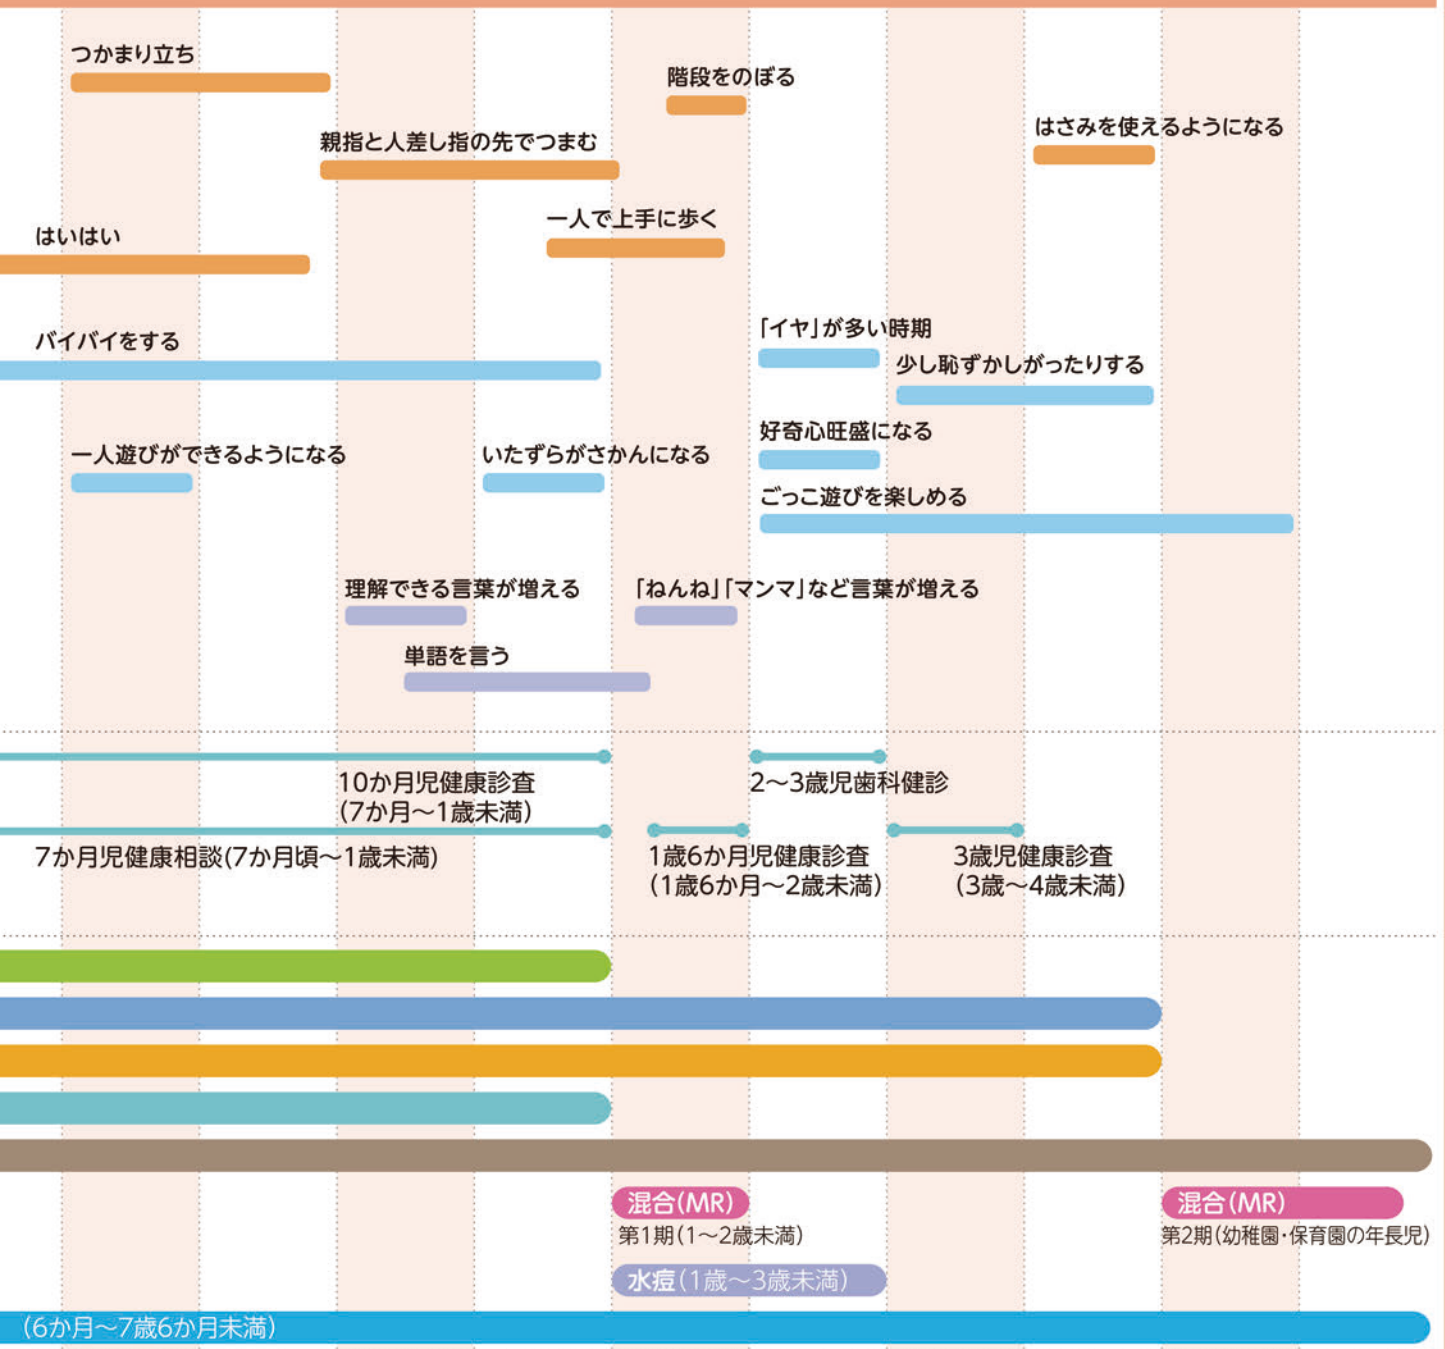 つかまり立ち
階段をのぼる
はさみを使えるようになる
親指と人差し指の先でつまむ
一人で上手に歩く
はいはい
「イヤ」が多い時期
バイバイをする
少し恥ずかしがったりする
好奇心旺盛になる
一人遊びができるようになる
いたずらがさかんになる
ごっこ遊びを楽しめる
理解できる言葉が増える
「ねんね」「マンマ」など言葉が増える
単語を言う
10か月児健康診査
(7か月～1歳未満)
2～3歳児歯科健診
7か月児健康相談(7か月頃～1歳未満)
1歳6か月児健康診査
(1歳6か月～2歳未満)
3歳児健康診査
(3歳～4歳未満)
混合(MR)
第1期(1～2歳未満)
混合(MR)
第2期(幼稚園・保育園の年長児)
水痘(1歳～3歳未満)
(6か月～7歳6か月未満)